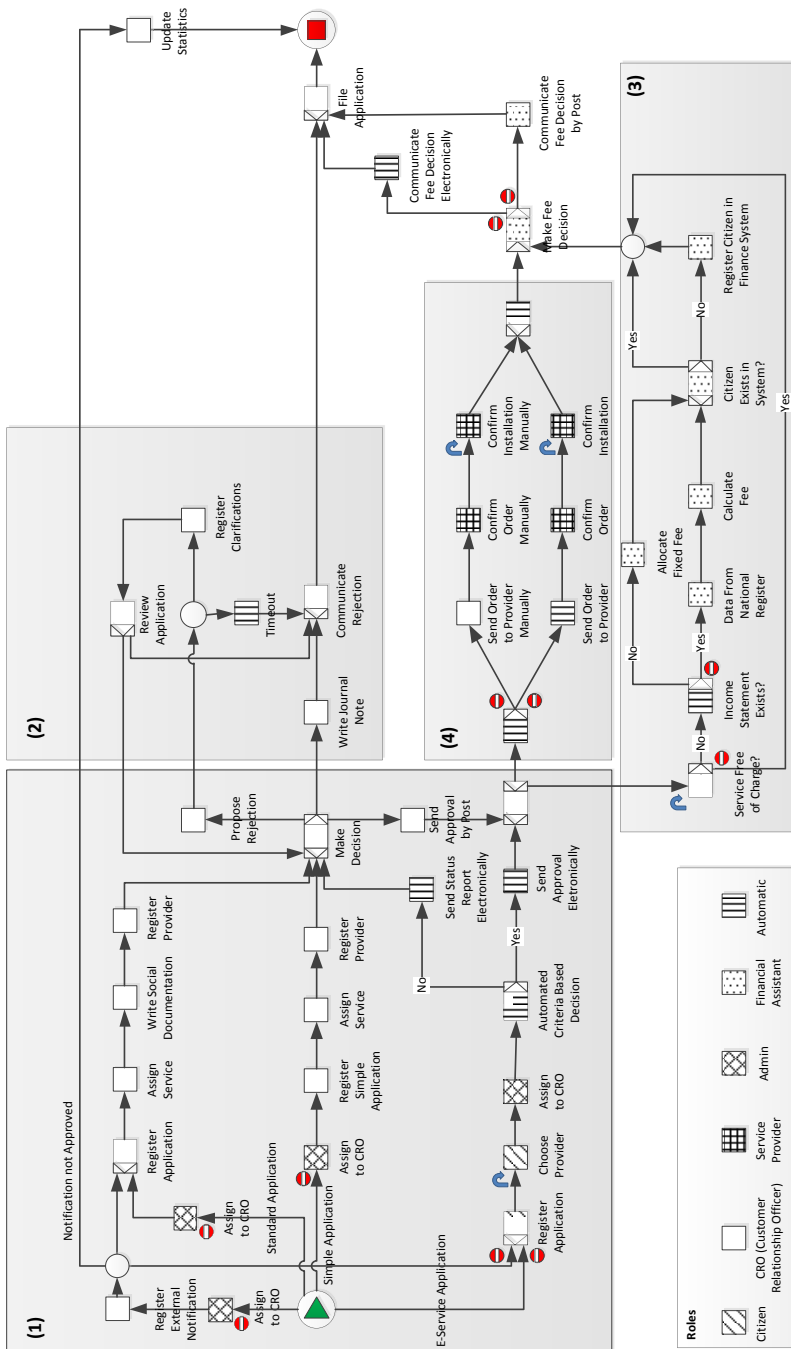 (1)
Notification not Approved
Register
External
Notification
Assign
to CRO
Assign
to CRO
Standard Application
Simple Application
E-Service Application
Register
Application
Assign
Service
Write Social
Documentation
Register
Provider
Assign
to CRO
Register
Simple
Application
Assign
Service
Register
Provider
Register
Application
Choose
Provider
Assign
to CRO
Automated
Criteria Based
Decision
No
Yes
Send Status
Report
Electronically
Send
Approval
Eletronically
Propose
Rejection
Make
Decision
Send
Approval
by Post
(2)
Write Journal
Note
Review
Application
Register
Clarifications
Timeout
Communicate
Rejection
Update
Statistics
File
Application
(4)
Send Order
to Provider
Manually
Confirm
Order
Manually
Confirm
Installation
Manually
Send Order
to Provider
Confirm
Order
Confirm
Installation
Make Fee
Decision
Communicate
Fee Decision
Electronically
Communicate
Fee Decision
by Post
(3)
Service Free
of Charge?
No
Yes
Income
Statement
Exists?
No
Yes
Allocate
Fixed Fee
Data From
National
Register
Calculate
Fee
Citizen
Exists in
System?
Yes
No
Register Citizen in
Finance System
Roles
Citizen
CRO (Customer
Relationship Officer)
Service
Provider
Admin
Financial
Assistant
Automatic